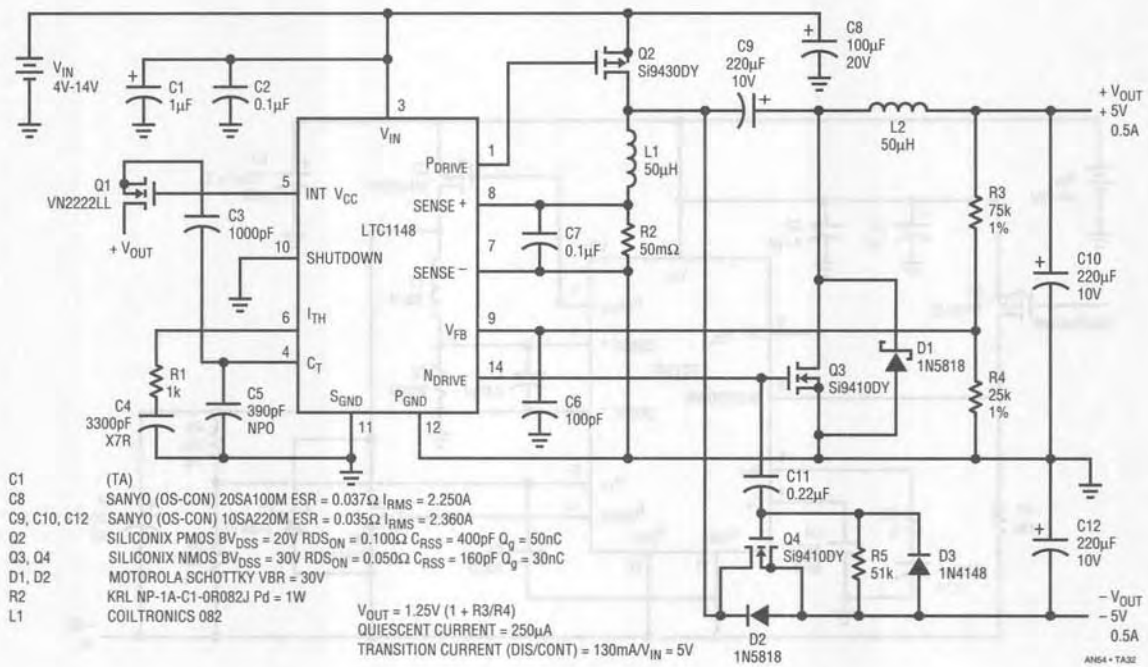 VIN
4V-14V
C1
1µF
C2
0.1µF
3
VIN
Q2
Si9430DY
C9
220µF
10V
C8
100µF
20V
+ VOUT
+ 5V
0.5A
L2
50µH
1
PDRIVE
L1
50µH
Q1
VN2222LL
+ VOUT
C3
1000pF
5
INT VCC
LTC1148
8
SENSE +
C7
0.1µF
R2
50mΩ
R3
75k
1%
10
SHUTDOWN
7
SENSE –
C10
220µF
10V
6
ITH
9
VFB
4
CT
14
NDRIVE
Q3
Si9410DY
D1
1N5818
R4
25k
1%
R1
1k
C4
3300pF
X7R
C5
390pF
NPO
SGND
11
PGND
12
C6
100pF
C11
0.22µF
Q4
Si9410DY
R5
51k
D3
1N4148
C12
220µF
10V
D2
1N5818
– VOUT
– 5V
0.5A
C1 (TA)
C8 SANYO (OS-CON) 20SA100M ESR = 0.037Ω IRMS = 2.250A
C9, C10, C12 SANYO (OS-CON) 10SA220M ESR = 0.035Ω IRMS = 2.360A
Q2 SILICONIX PMOS BVDSS = 20V RDSON = 0.100Ω CRSS = 400pF Qg = 50nC
Q3, Q4 SILICONIX NMOS BVDSS = 30V RDSON = 0.050Ω CRSS = 160pF Qg = 30nC
D1, D2 MOTOROLA SCHOTTKY VBR = 30V
R2 KRL NP-1A-C1-0R082J Pd = 1W
L1 COILTRONICS 082
VOUT = 1.25V (1 + R3/R4)
QUIESCENT CURRENT = 250µA
TRANSITION CURRENT (DIS/CONT) = 130mA/VIN = 5V
AN54 • TA32